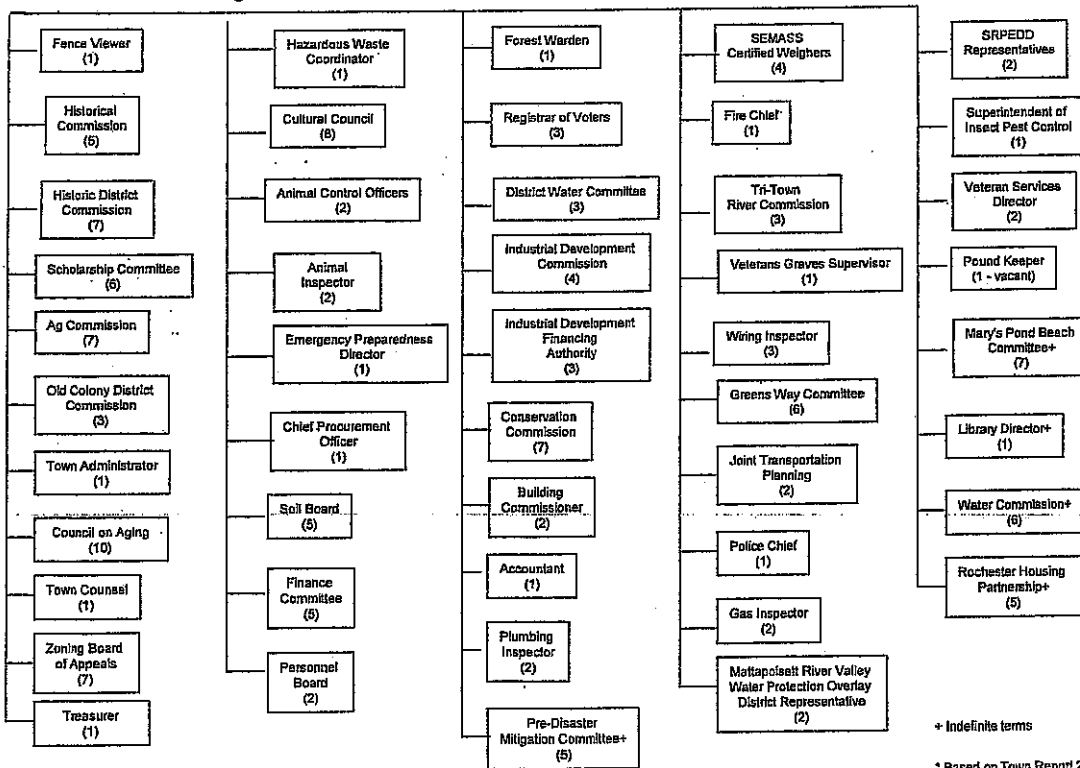 Fence Viewer
(1)
Historical
Commission
(5)
Historic District
Commission
(7)
Scholarship Committee
(6)
Ag Commission
(7)
Old Colony District
Commission
(3)
Town Administrator
(1)
Council on Aging
(10)
Town Counsel
(1)
Zoning Board
of Appeals
(7)
Treasurer
(1)
Hazardous Waste
Coordinator
(1)
Cultural Council
(8)
Animal Control Officers
(2)
Animal
Inspector
(2)
Emergency Preparedness
Director
(1)
Chief Procurement
Officer
(1)
Soil Board
(5)
Finance
Committee
(5)
Personnel
Board
(2)
Forest Warden
(1)
Registrar of Voters
(3)
District Water Committee
(3)
Industrial Development
Commission
(4)
Industrial Development
Financing
Authority
(3)
Conservation
Commission
(7)
Building
Commissioner
(2)
Accountant
(1)
Plumbing
Inspector
(2)
Pre-Disaster
Mitigation Committee+
(5)
SEMASS
Certified Weighers
(4)
Fire Chief
(1)
Tri-Town
River Commission
(3)
Veterans Graves Supervisor
(1)
Wiring Inspector
(3)
Greens Way Committee
(6)
Joint Transportation
Planning
(2)
Police Chief
(1)
Gas Inspector
(2)
Mattapoisett River Valley
Water Protection Overlay
District Representative
(2)
SRPEDD
Representatives
(2)
Superintendent of
Insect Pest Control
(1)
Veteran Services
Director
(2)
Pound Keeper
(1 - vacant)
Mary's Pond Beach
Committee+
(7)
Library Director+
(1)
Water Commission+
(6)
Rochester Housing
Partnership+
(5)
+ Indefinite terms
* Based on Town Report 2